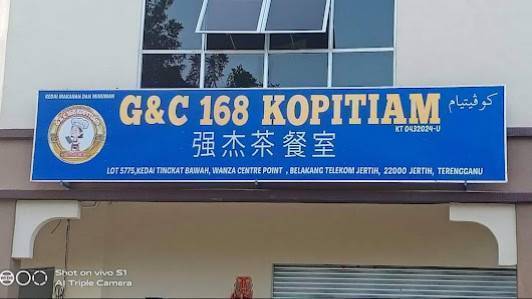 KEDAI MAKANAN DAN MINUMAN
G&C 168 KOPITIAM
كوڤيتيام
KT 0432024-U
强杰茶餐室
LOT 5775,KEDAI TINGKAT BAWAH, WANZA CENTRE POINT , BELAKANG TELEKOM JERTIH, 22000 JERTIH, TERENGGANU
Shot on vivo S1
AI Triple Camera